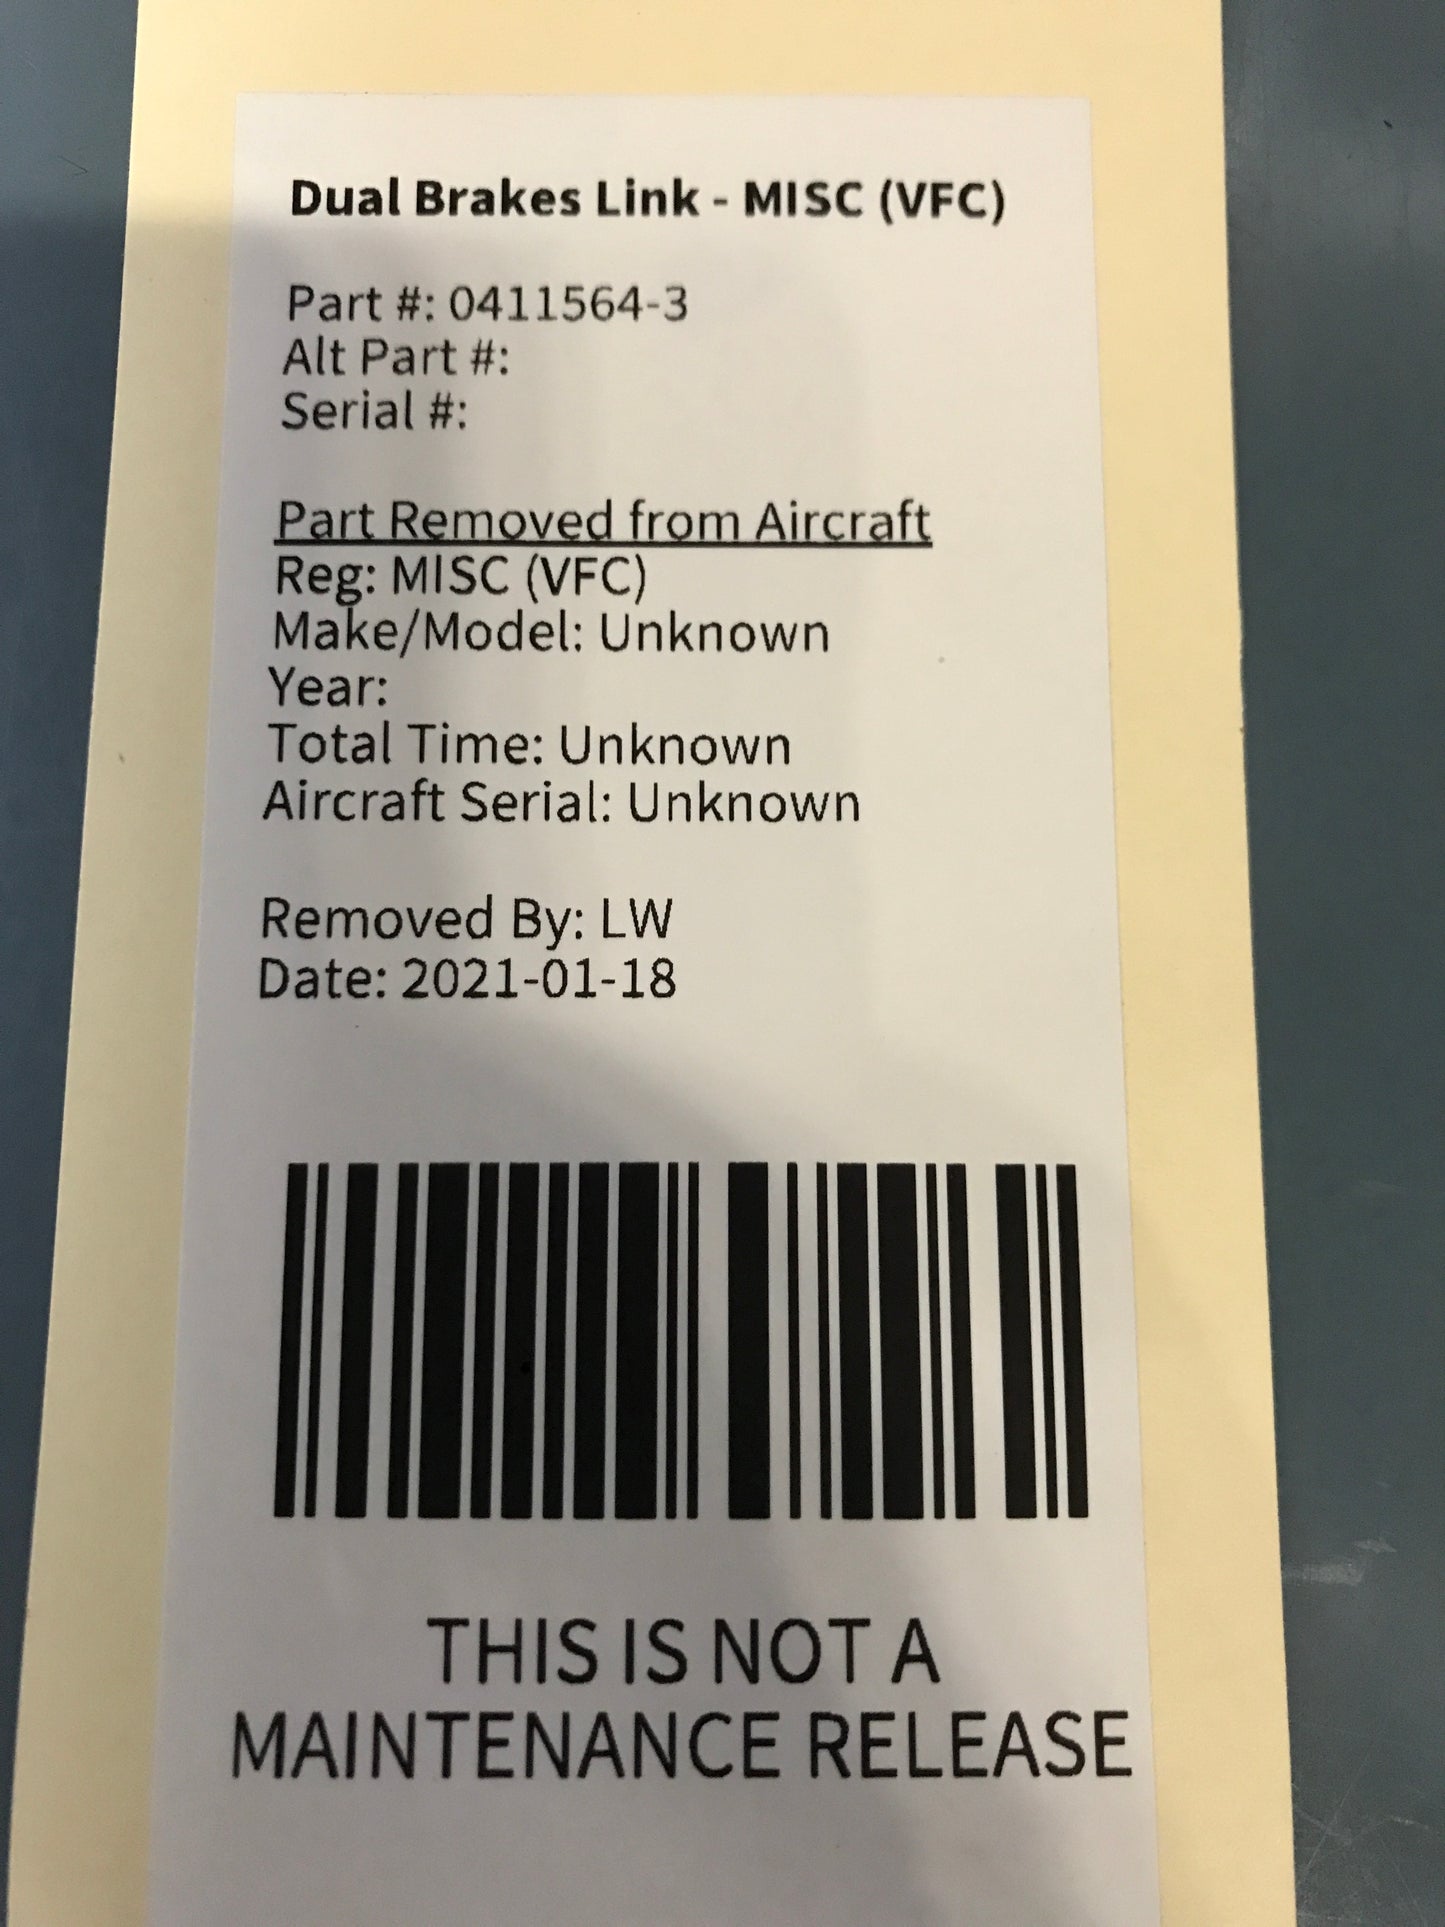 Dual Brakes Link - MISC (VFC)
Part #: 0411564-3
Alt Part #:
Serial #:
Part Removed from Aircraft
Reg: MISC (VFC)
Make/Model: Unknown
Year:
Total Time: Unknown
Aircraft Serial: Unknown
Removed By: LW
Date: 2021-01-18
THIS IS NOT A
MAINTENANCE RELEASE